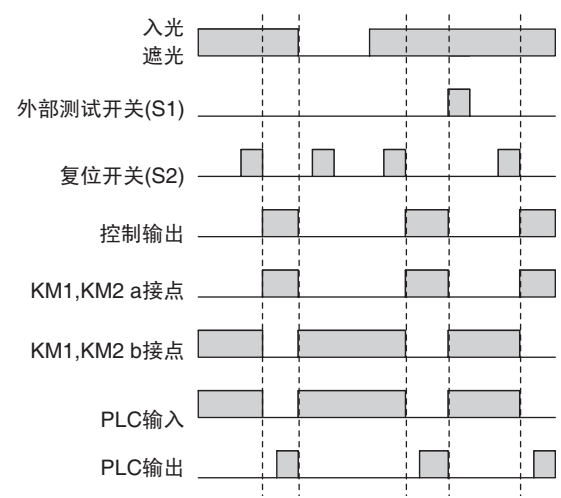 入光
遮光
外部测试开关(S1)
复位开关(S2)
控制输出
KM1,KM2 a接点
KM1,KM2 b接点
PLC输入
PLC输出